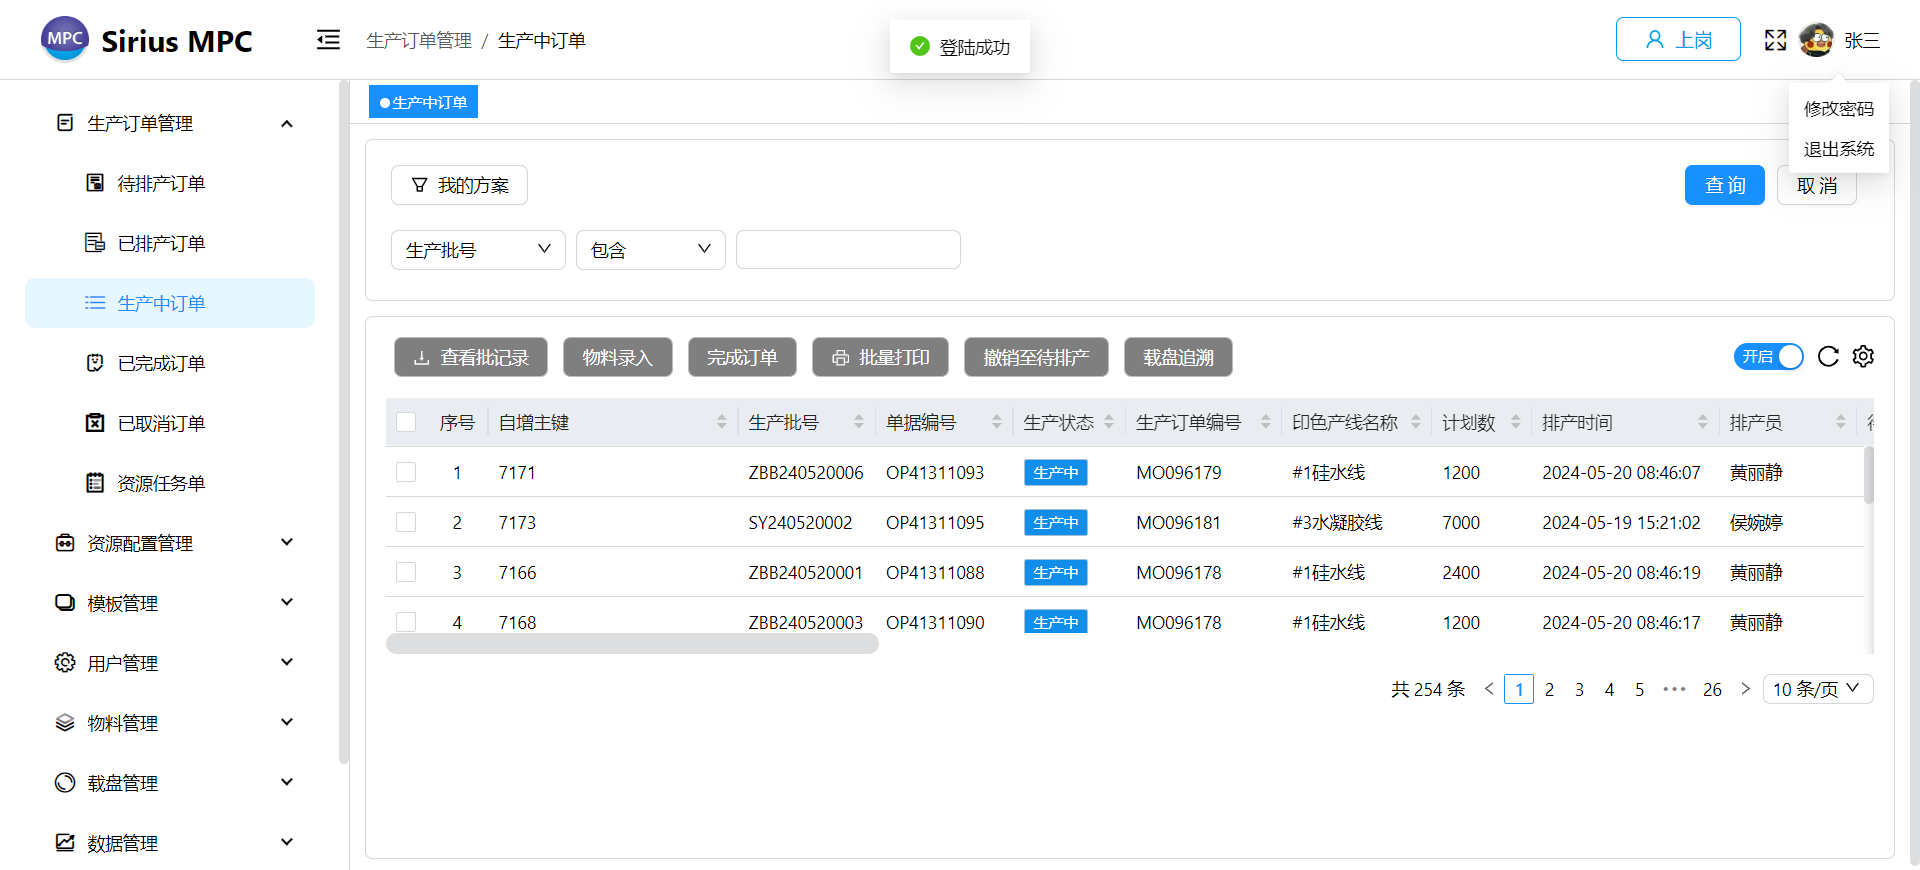 MPC Sirius MPC
生产订单管理 / 生产中订单
登陆成功
上岗
张三
修改密码
退出系统
生产订单管理
待排产订单
已排产订单
生产中订单
已完成订单
已取消订单
资源任务单
资源配置管理
模板管理
用户管理
物料管理
载盘管理
数据管理
生产中订单
我的方案
查 询
取 消
生产批号 包含
查看批记录 物料录入 完成订单 批量打印 撤销至待排产 载盘追溯
开启
序号 自增主键 生产批号 单据编号 生产状态 生产订单编号 印色产线名称 计划数 排产时间 排产员
1 7171 ZBB240520006 OP41311093 生产中 MO096179 #1硅水线 1200 2024-05-20 08:46:07 黄丽静
2 7173 SY240520002 OP41311095 生产中 MO096181 #3水凝胶线 7000 2024-05-19 15:21:02 侯婉婷
3 7166 ZBB240520001 OP41311088 生产中 MO096178 #1硅水线 2400 2024-05-20 08:46:19 黄丽静
4 7168 ZBB240520003 OP41311090 生产中 MO096178 #1硅水线 1200 2024-05-20 08:46:17 黄丽静
共 254 条 < 1 2 3 4 5 ••• 26 > 10 条/页